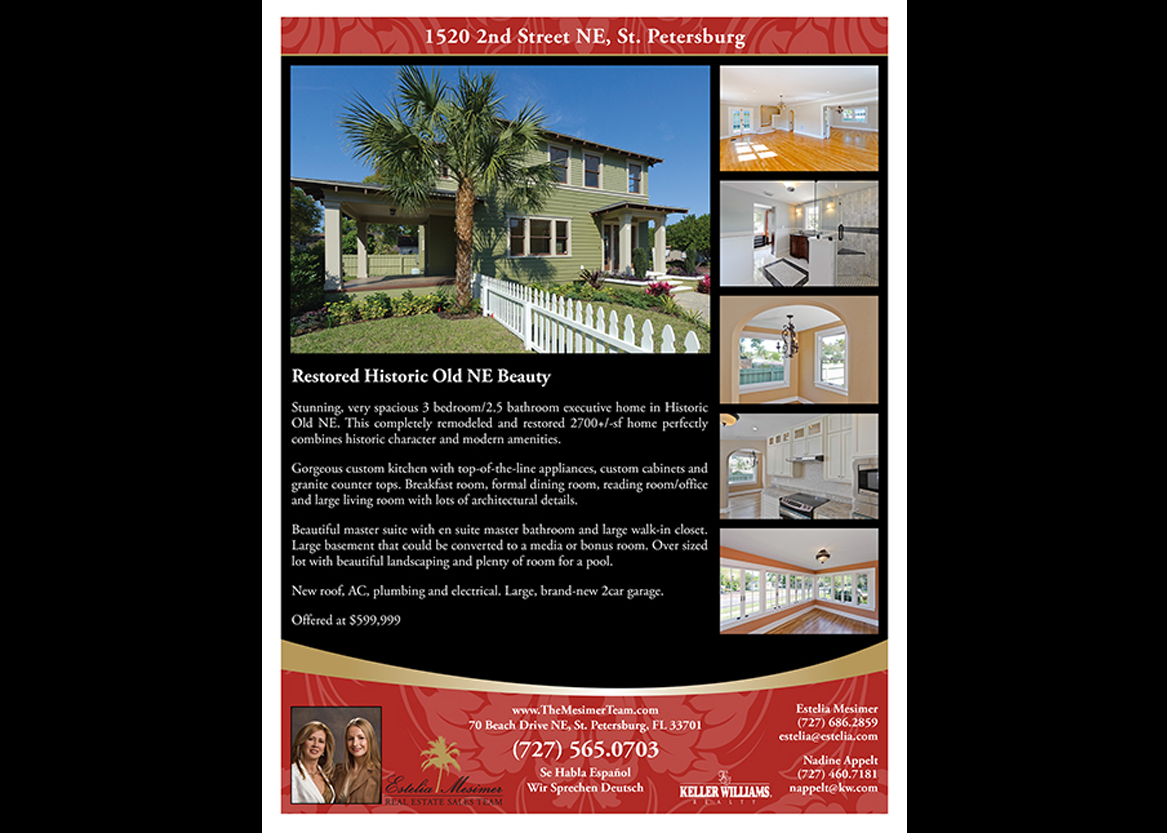 1520 2nd Street NE, St. Petersburg
Restored Historic Old NE Beauty
Stunning, very spacious 3 bedroom/2.5 bathroom executive home in Historic
Old NE. This completely remodeled and restored 2700+/-sf home perfectly
combines historic character and modern amenities.
Gorgeous custom kitchen with top-of-the-line appliances, custom cabinets and
granite counter tops. Breakfast room, formal dining room, reading room/office
and large living room with lots of architectural details.
Beautiful master suite with en suite master bathroom and large walk-in closet.
Large basement that could be converted to a media or bonus room. Over sized
lot with beautiful landscaping and plenty of room for a pool.
New roof, AC, plumbing and electrical. Large, brand-new 2car garage.
Offered at $599,999
Estelia Mesimer
REAL ESTATE SALES TEAM
www.TheMesimerTeam.com
70 Beach Drive NE, St. Petersburg, FL 33701
(727) 565.0703
Se Habla Español
Wir Sprechen Deutsch
KW
KELLER WILLIAMS.
REALTY
Estelia Mesimer
(727) 686.2859
estelia@estelia.com
Nadine Appelt
(727) 460.7181
nappelt@kw.com